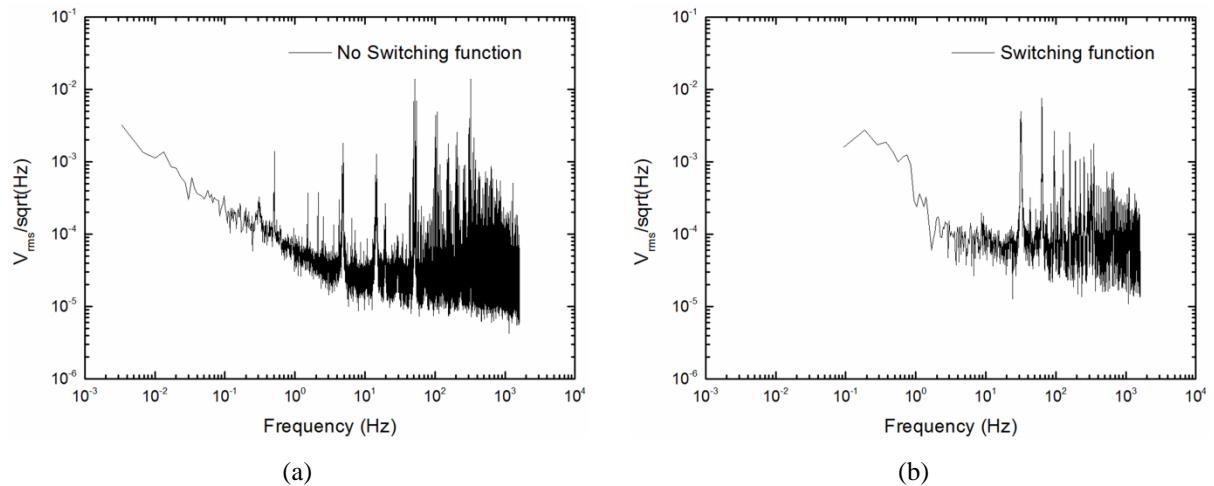 10⁻¹
10⁻²
10⁻³
10⁻⁴
10⁻⁵
10⁻⁶
V_rms/sqrt(Hz)
No Switching function
10⁻³ 10⁻² 10⁻¹ 10⁰ 10¹ 10² 10³ 10⁴
Frequency (Hz)
(a)
10⁻¹
10⁻²
10⁻³
10⁻⁴
10⁻⁵
10⁻⁶
V_rms/sqrt(Hz)
Switching function
10⁻³ 10⁻² 10⁻¹ 10⁰ 10¹ 10² 10³ 10⁴
Frequency (Hz)
(b)